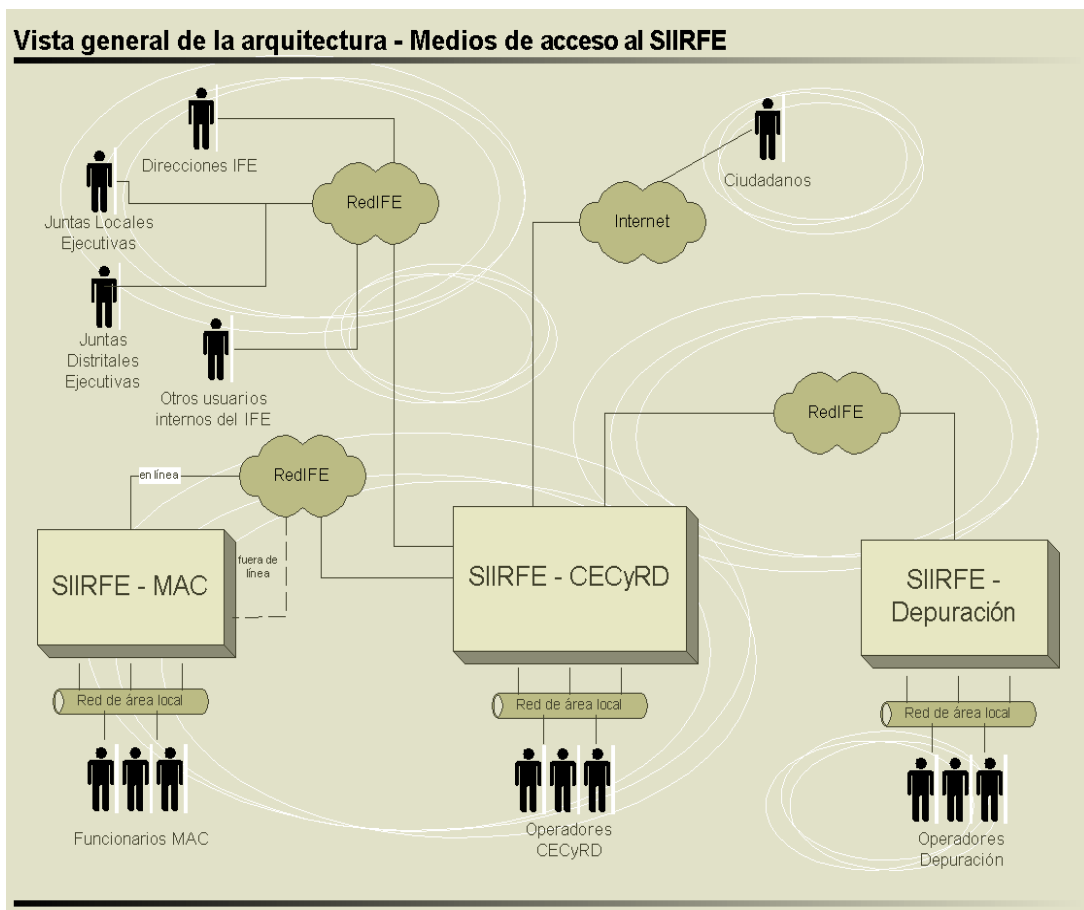 Vista general de la arquitectura - Medios de acceso al SIIRFE
Direcciones IFE
Juntas Locales
Ejecutivas
RedIFE
Internet
Ciudadanos
Juntas
Distritales
Ejecutivas
Otros usuarios
internos del IFE
RedIFE
en línea
RedIFE
fuera de
línea
SIIRFE - MAC
SIIRFE - CECyRD
SIIRFE -
Depuración
Red de área local
Red de área local
Red de área local
Funcionarios MAC
Operadores
CECyRD
Operadores
Depuración